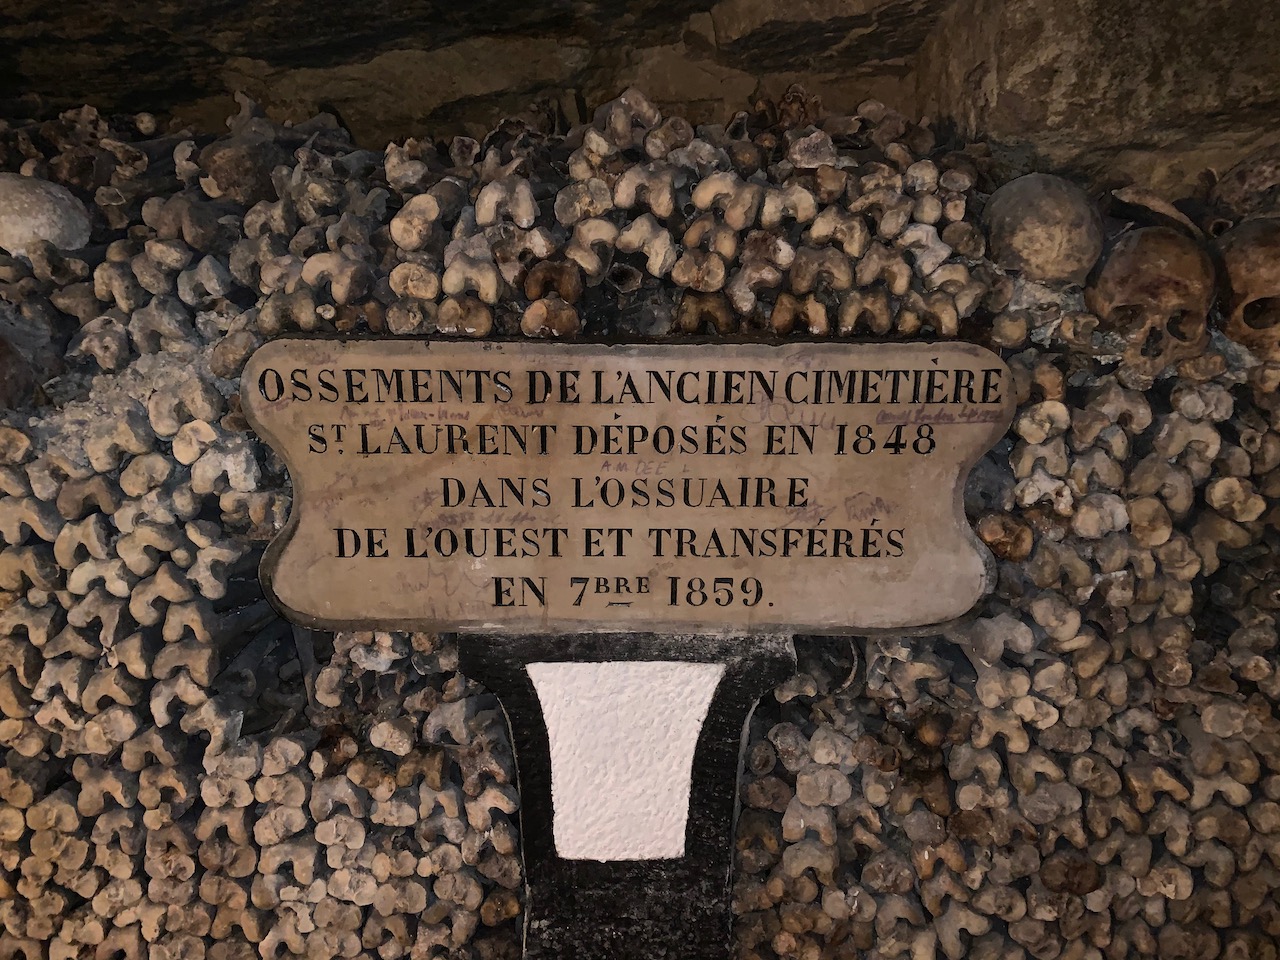 OSSEMENTS DE L'ANCIEN CIMETIÈRE
ST. LAURENT DÉPOSÉS EN 1848
DANS L'OSSUAIRE
DE L'OUEST ET TRANSFÉRÉS
EN 7BRE 1859.